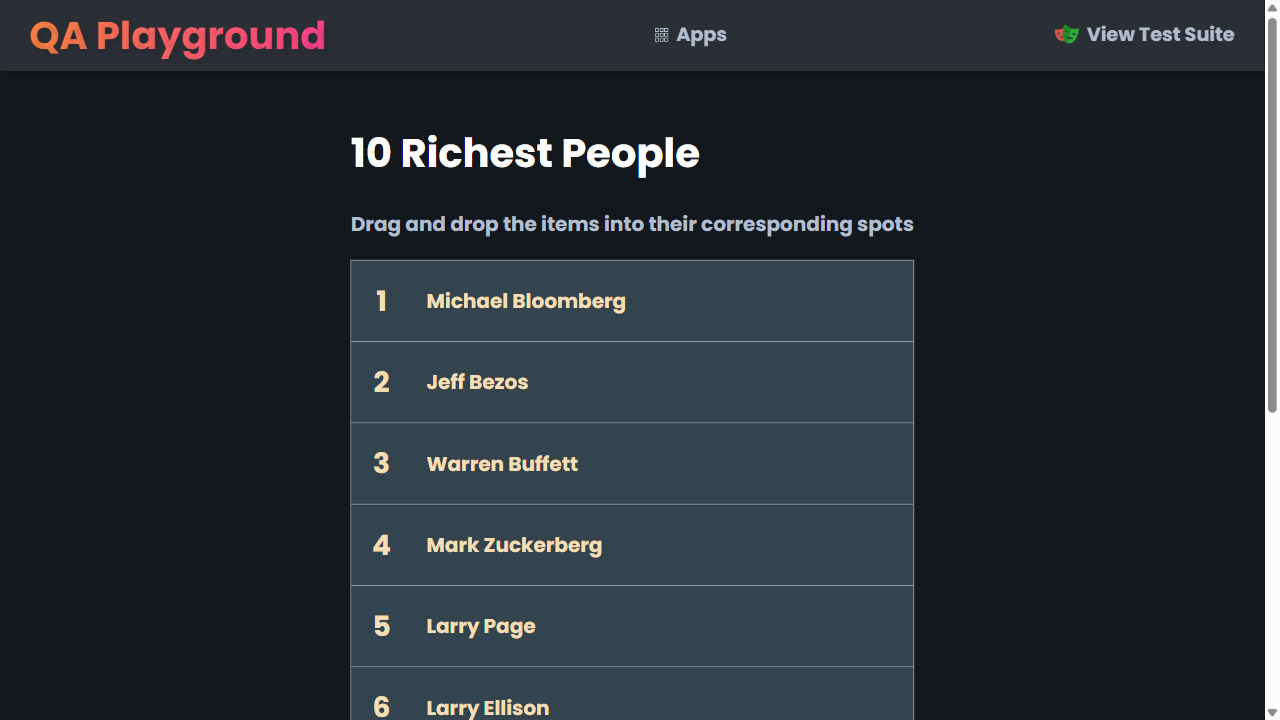 QA Playground
Apps
View Test Suite
10 Richest People
Drag and drop the items into their corresponding spots
1 Michael Bloomberg
2 Jeff Bezos
3 Warren Buffett
4 Mark Zuckerberg
5 Larry Page
6 Larry Ellison